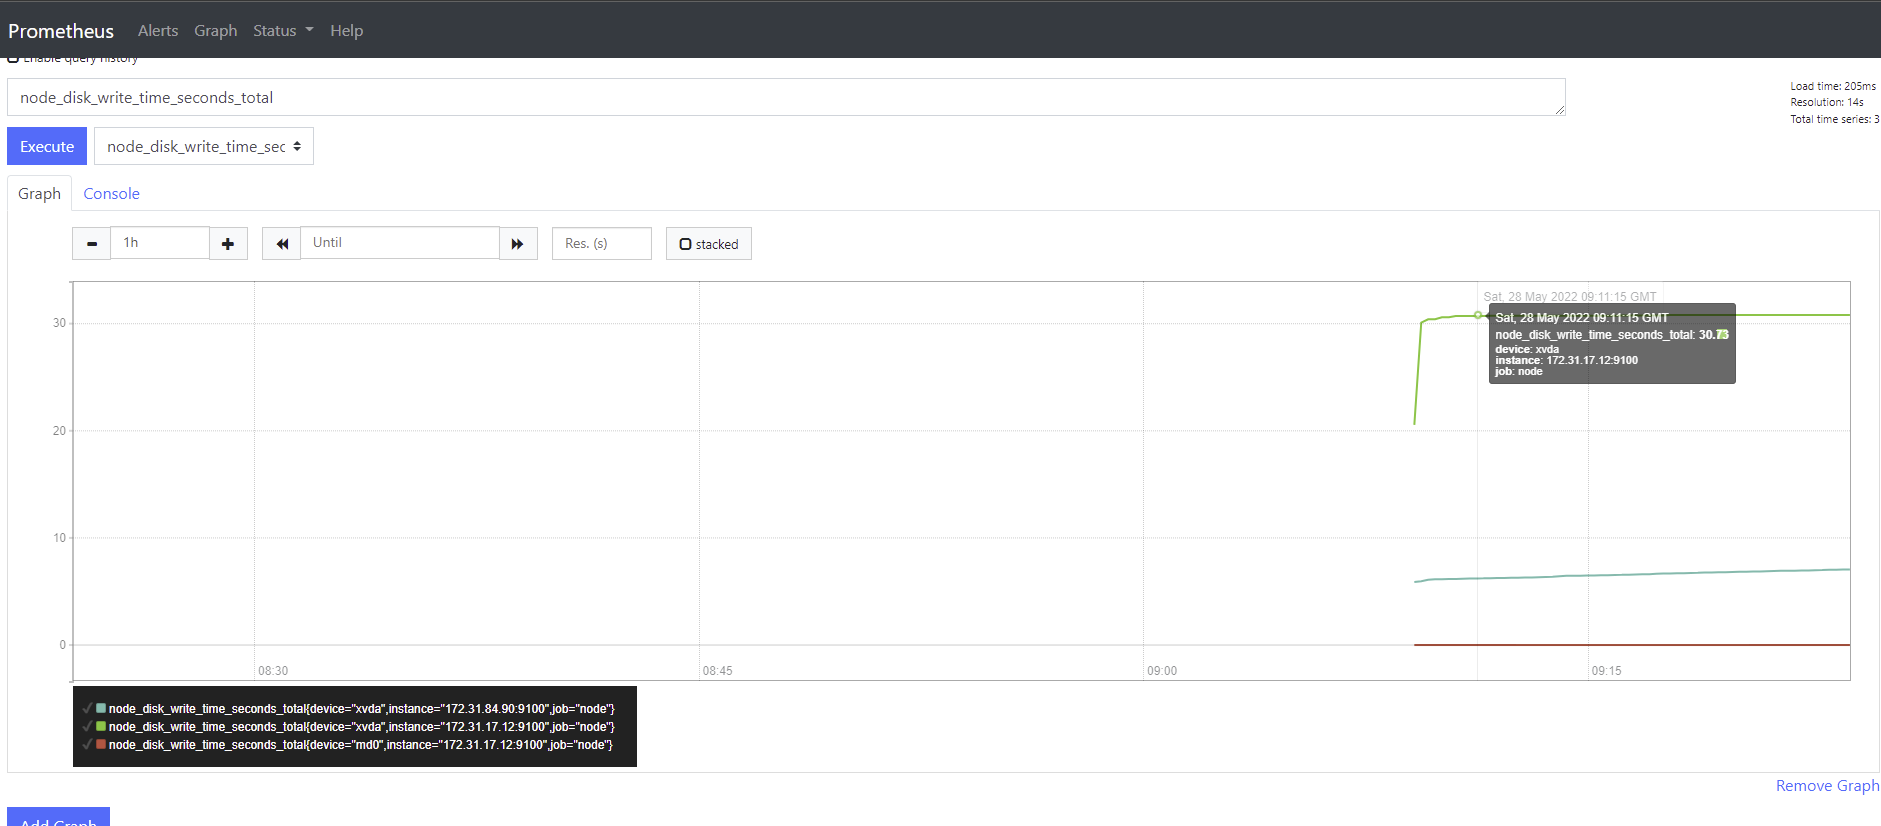 Prometheus Alerts Graph Status Help
Enable query history
node_disk_write_time_seconds_total
Load time: 205ms
Resolution: 14s
Total time series: 3
Execute node_disk_write_time_sec
Graph Console
1h Until Res. (s) stacked
Sat, 28 May 2022 09:11:15 GMT
Sat, 28 May 2022 09:11:15 GMT
node_disk_write_time_seconds_total: 30.73
device: xvda
instance: 172.31.17.12:9100
job: node
30
20
10
0
08:30 08:45 09:00 09:15
node_disk_write_time_seconds_total{device="xvda",instance="172.31.84.90:9100",job="node"}
node_disk_write_time_seconds_total{device="xvda",instance="172.31.17.12:9100",job="node"}
node_disk_write_time_seconds_total{device="md0",instance="172.31.17.12:9100",job="node"}
Remove Graph
Add Graph